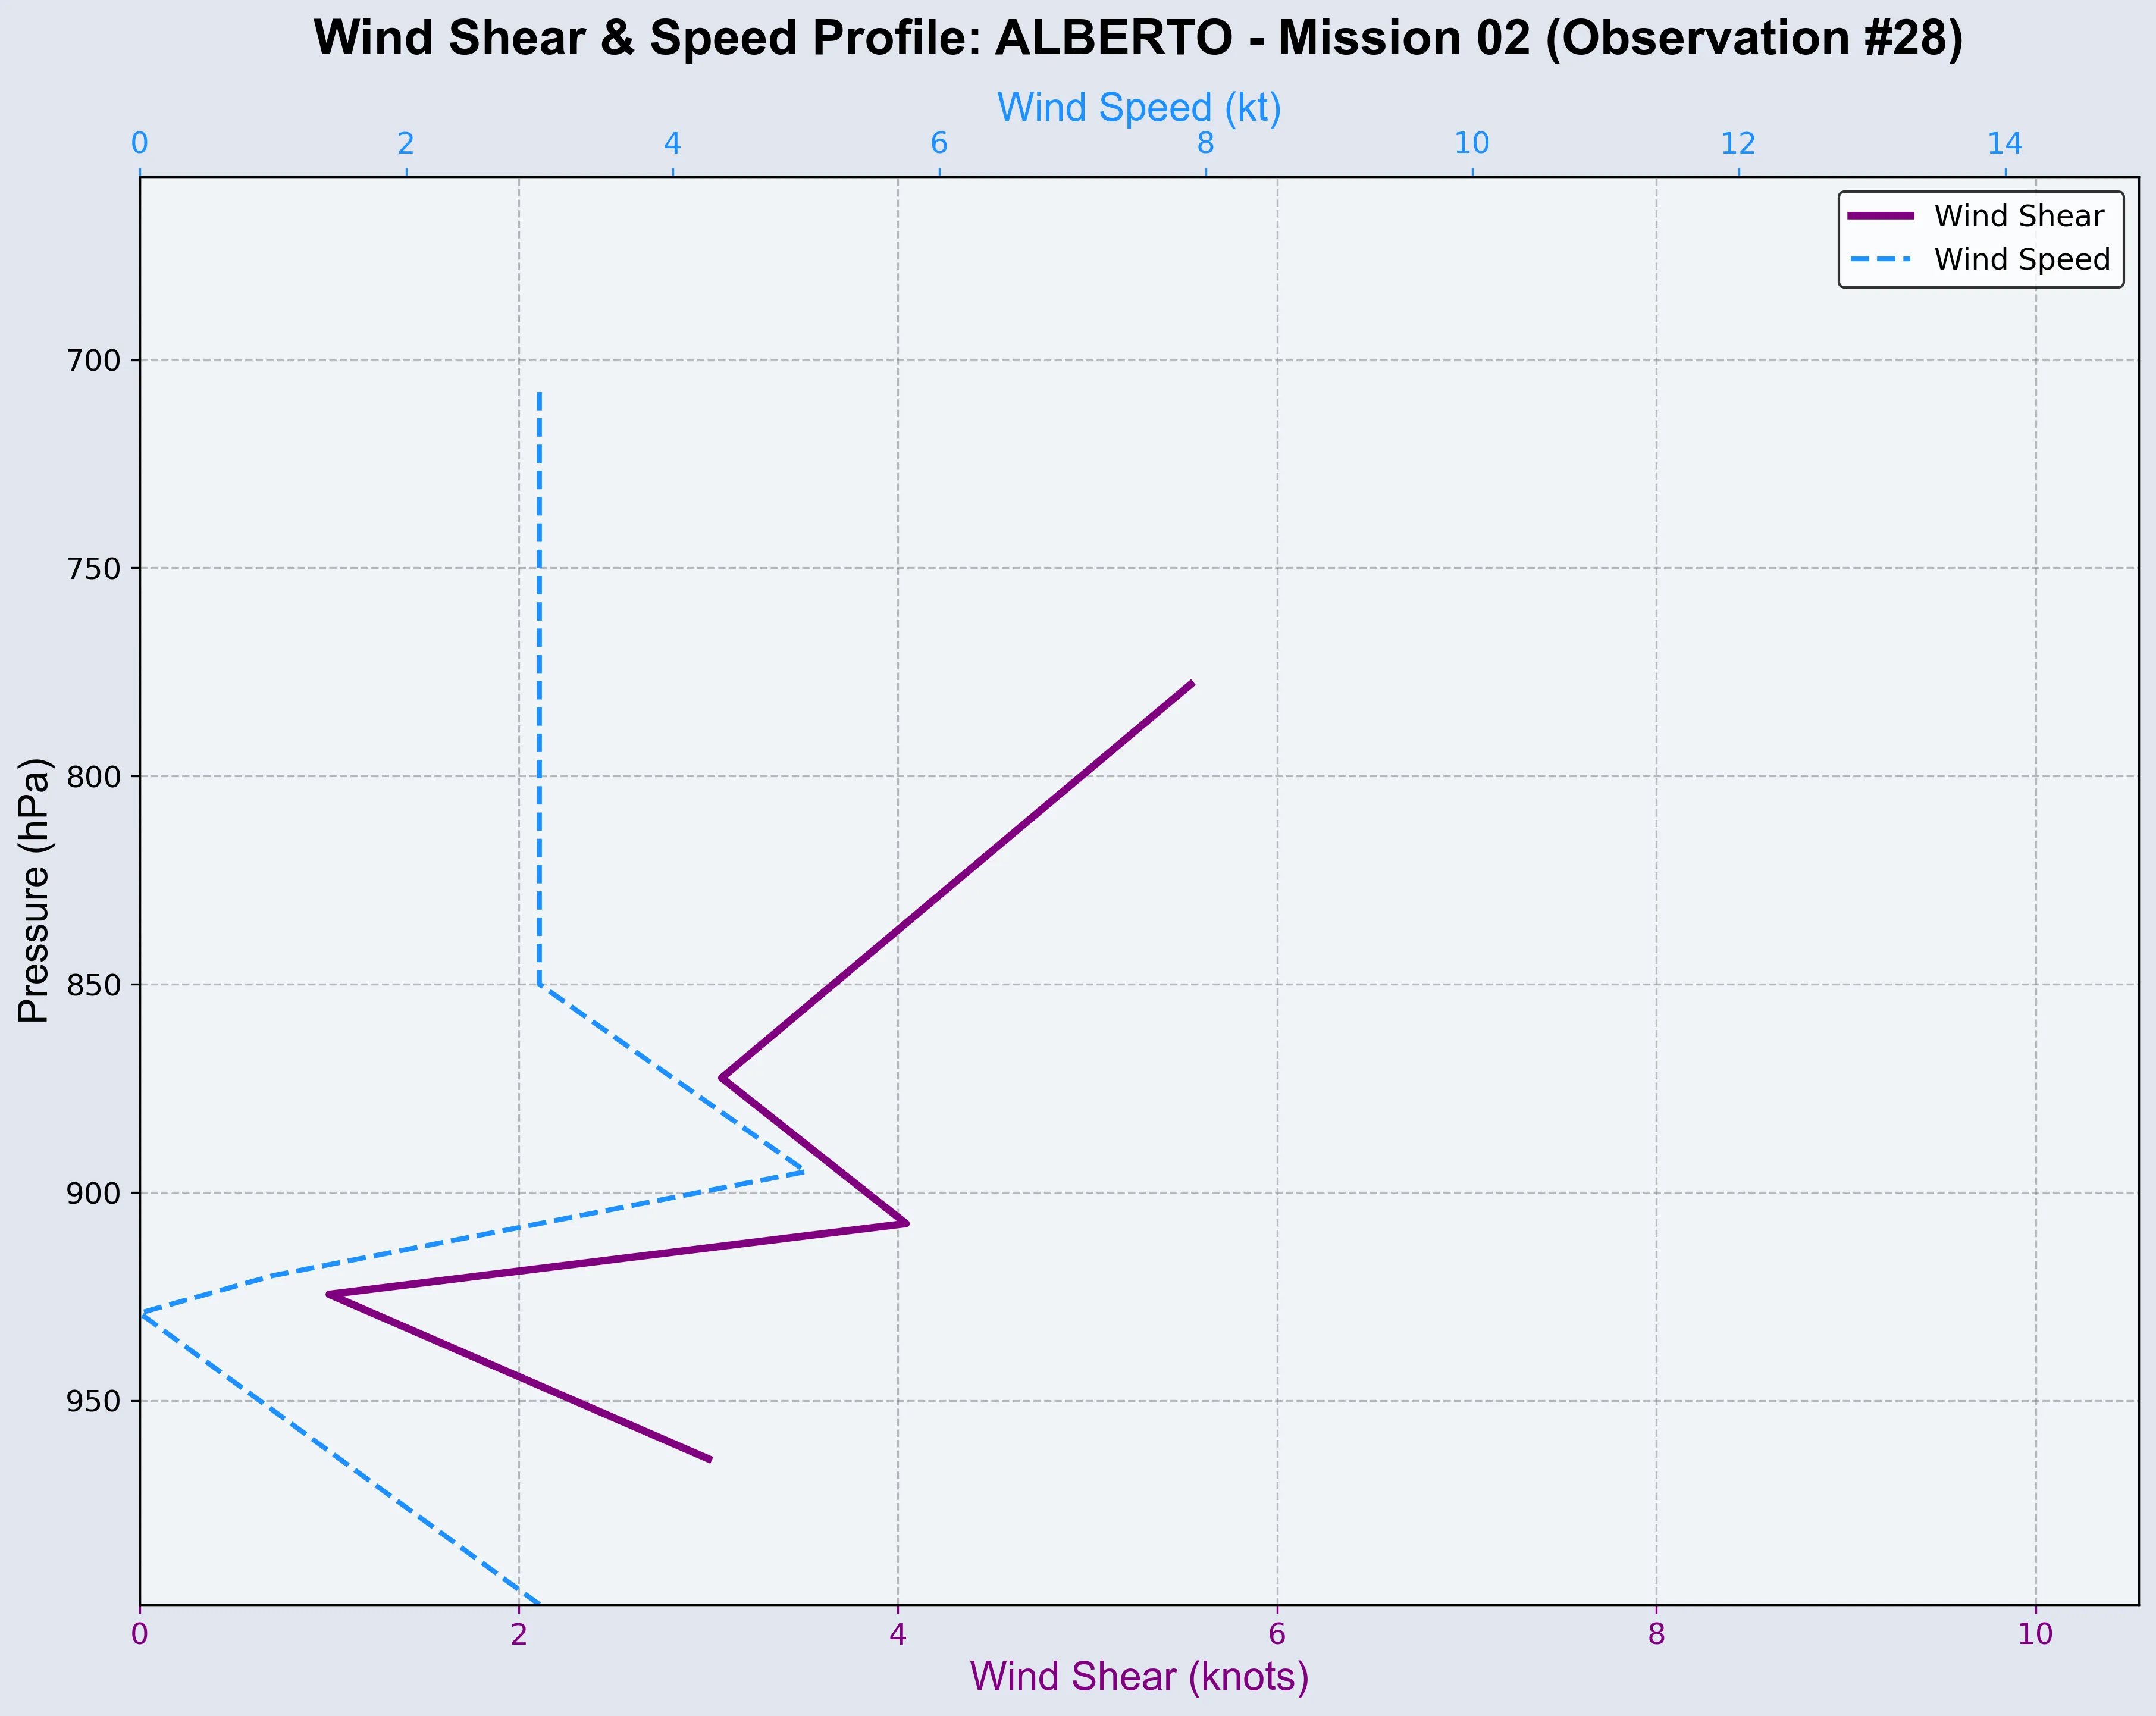 Wind Shear & Speed Profile: ALBERTO - Mission 02 (Observation #28)
Wind Speed (kt)
0 2 4 6 8 10 12 14
Wind Shear
Wind Speed
700
750
800
850
900
950
Pressure (hPa)
0 2 4 6 8 10
Wind Shear (knots)